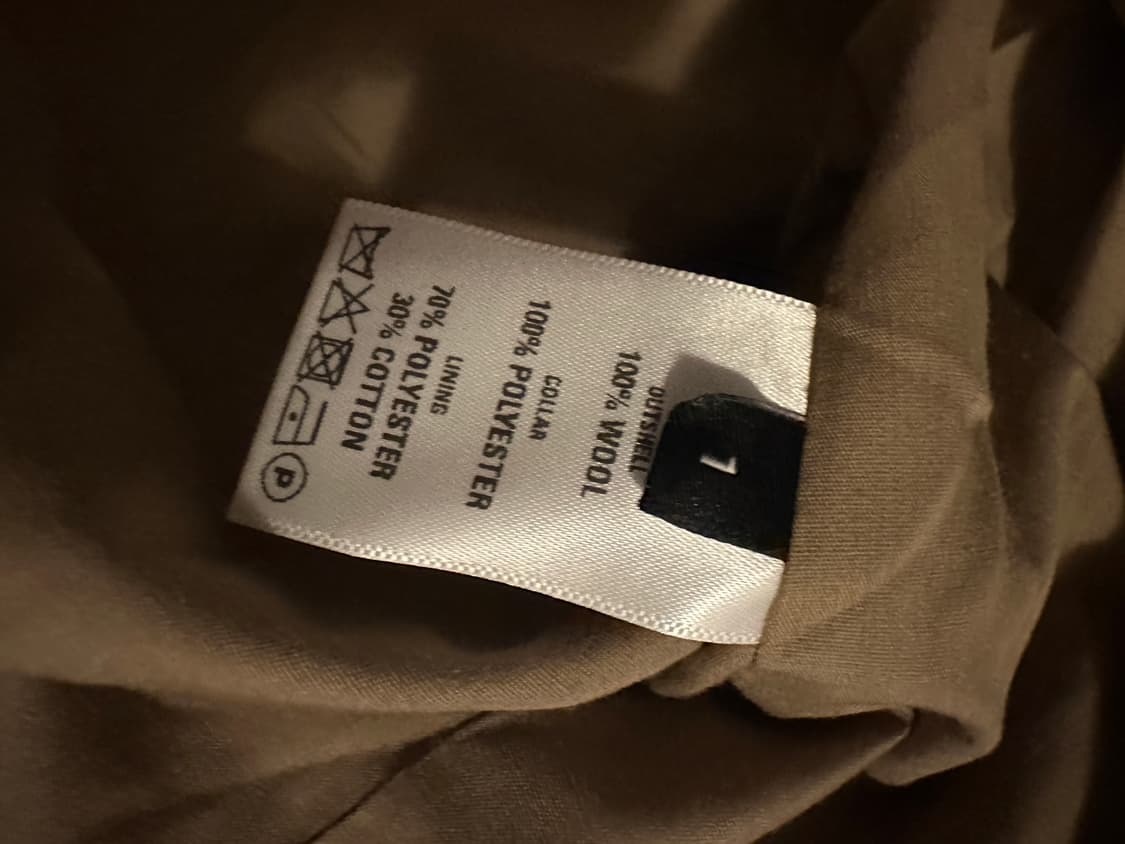 L
OUTSHELL
100% WOOL
COLLAR
100% POLYESTER
LINING
70% POLYESTER
30% COTTON
P